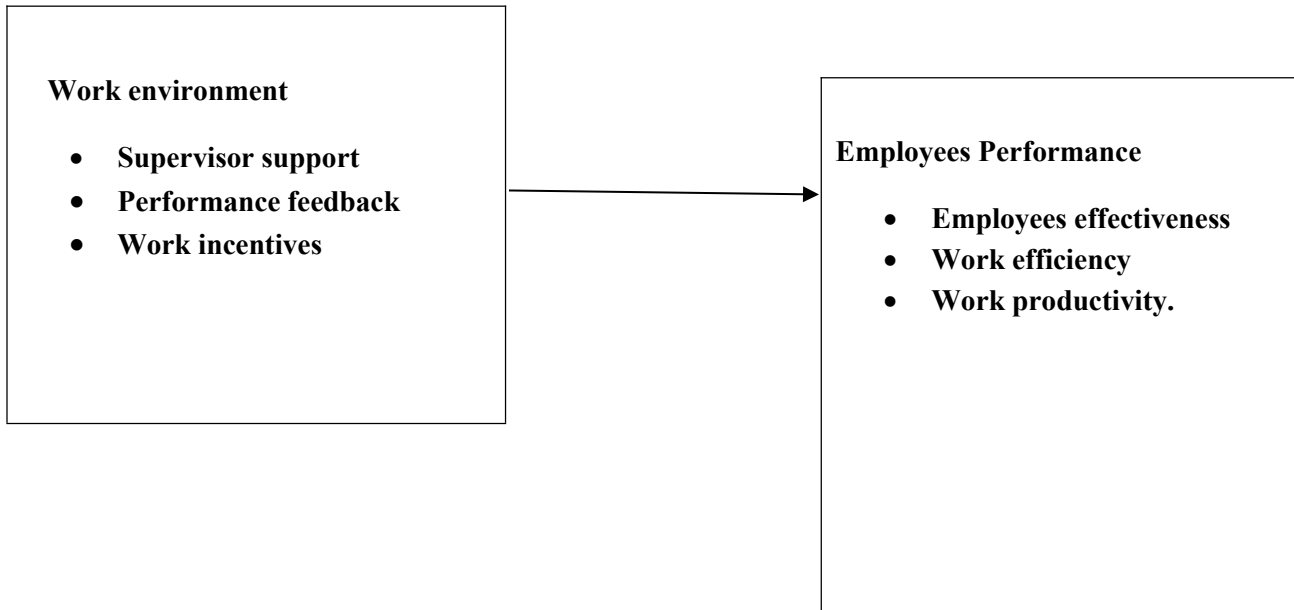 Work environment
• Supervisor support
• Performance feedback
• Work incentives
Employees Performance
• Employees effectiveness
• Work efficiency
• Work productivity.